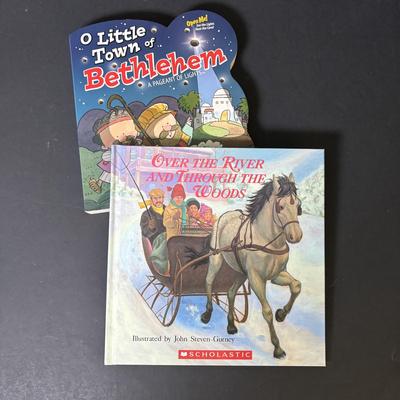 O Little
Town of
Bethlehem
A PAGEANT OF LIGHTS
Open Me!
OVER THE RIVER
AND THROUGH THE
WOODS
Illustrated by John Steven Gurney
SCHOLASTIC